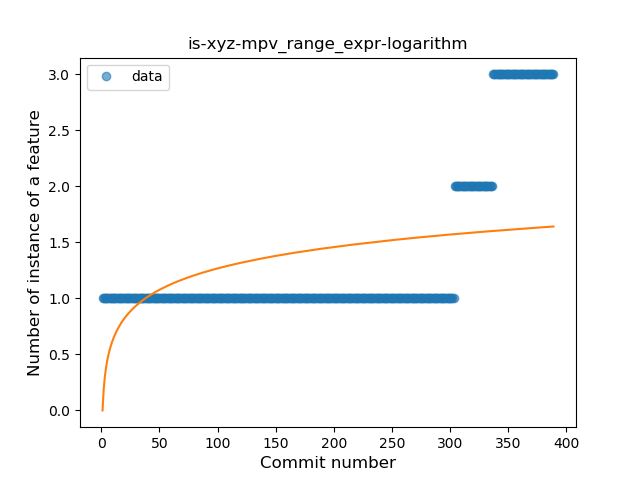 is-xyz-mpv_range_expr-logarithm
data
Number of instance of a feature
3.0
2.5
2.0
1.5
1.0
0.5
0.0
0 50 100 150 200 250 300 350 400
Commit number